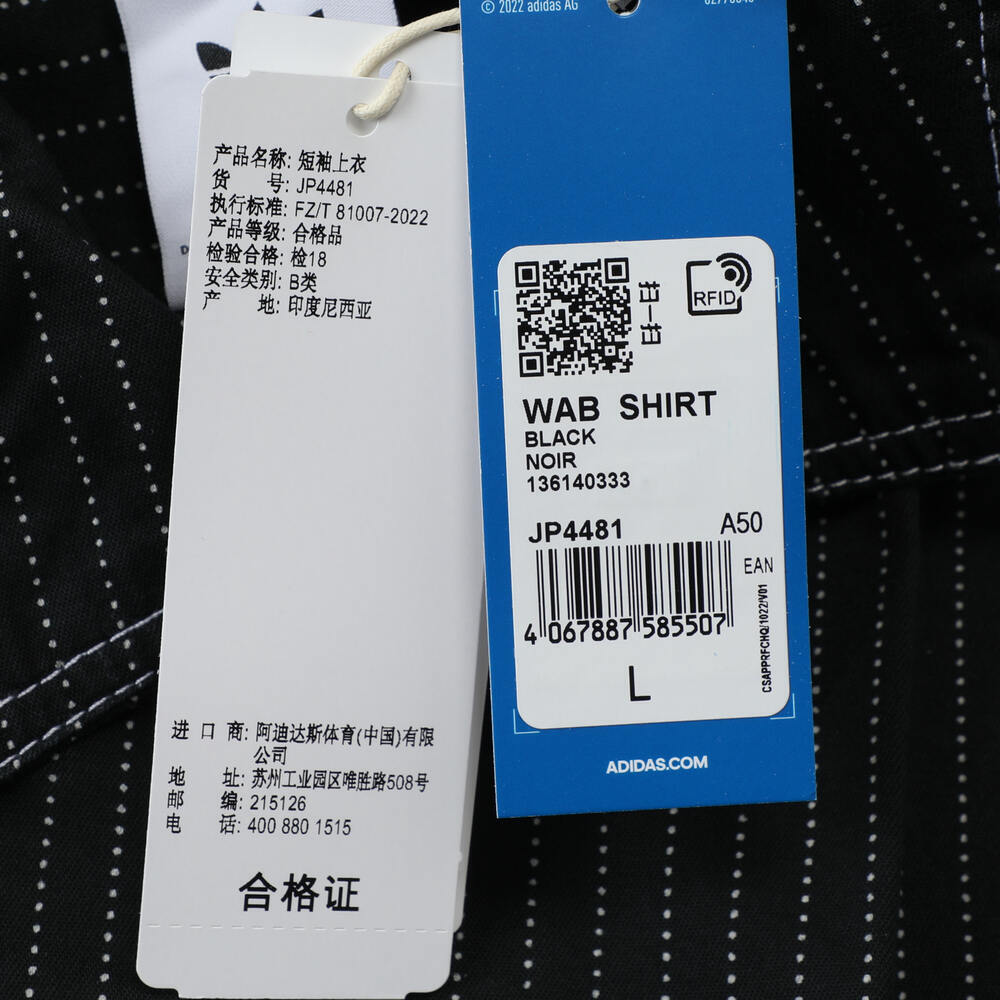 产品名称: 短袖上衣
货 号: JP4481
执行标准: FZ/T 81007-2022
产品等级: 合格品
检验合格: 检18
安全类别: B类
产 地: 印度尼西亚
进 口 商: 阿迪达斯体育(中国)有限
公司
地 址: 苏州工业园区唯胜路508号
邮 编: 215126
电 话: 400 880 1515
合格证
© 2022 adidas AG
扫一扫
RFID
WAB SHIRT
BLACK
NOIR
136140333
JP4481 A50
EAN
4 067887 585507
CSAPPRFCHQ/1022/V01
L
ADIDAS.COM